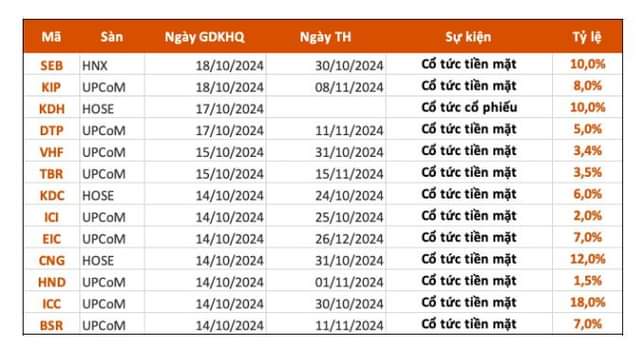 Mã Sàn Ngày GDKHQ Ngày TH Sự kiện Tỷ lệ
SEB HNX 18/10/2024 30/10/2024 Cổ tức tiền mặt 10,0%
KIP UPCoM 18/10/2024 08/11/2024 Cổ tức tiền mặt 8,0%
KDH HOSE 17/10/2024 Cổ tức cổ phiếu 10,0%
DTP UPCoM 17/10/2024 11/11/2024 Cổ tức tiền mặt 5,0%
VHF UPCoM 15/10/2024 31/10/2024 Cổ tức tiền mặt 3,4%
TBR UPCoM 15/10/2024 15/11/2024 Cổ tức tiền mặt 3,5%
KDC HOSE 14/10/2024 24/10/2024 Cổ tức tiền mặt 6,0%
ICI UPCoM 14/10/2024 25/10/2024 Cổ tức tiền mặt 2,0%
EIC UPCoM 14/10/2024 26/12/2024 Cổ tức tiền mặt 7,0%
CNG HOSE 14/10/2024 31/10/2024 Cổ tức tiền mặt 12,0%
HND UPCoM 14/10/2024 01/11/2024 Cổ tức tiền mặt 1,5%
ICC UPCoM 14/10/2024 30/10/2024 Cổ tức tiền mặt 18,0%
BSR UPCoM 14/10/2024 11/11/2024 Cổ tức tiền mặt 7,0%